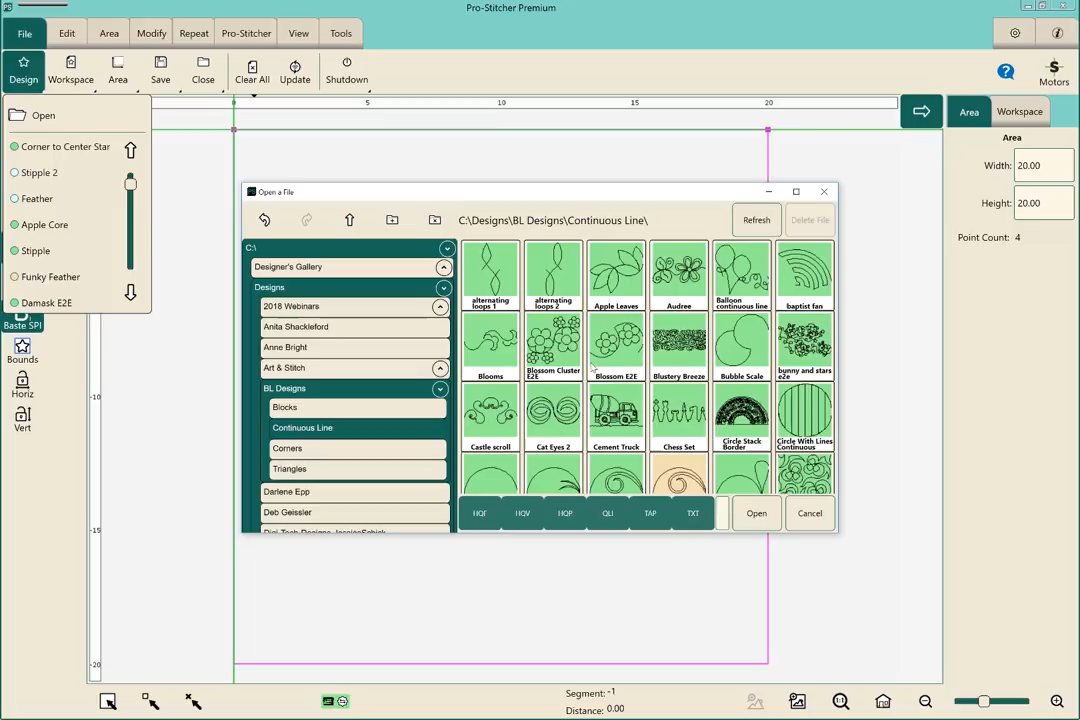 Pro-Stitcher Premium
File
Edit
Area
Modify
Repeat
Pro-Stitcher
View
Tools
Design
Workspace
Area
Save
Close
Clear All
Update
Shutdown
Motors
Open
Corner to Center Star
Stipple 2
Feather
Apple Core
Stipple
Funky Feather
Damask E2E
Baste SPI
Bounds
Horiz
Vert
0
5
10
15
20
-10
-15
-20
Area
Workspace
Area
Width:
20.00
Height:
20.00
Point Count: 4
Open a File
C:\Designs\BL Designs\Continuous Line\
Refresh
Delete File
C:\
Designer's Gallery
Designs
2018 Webinars
Anita Shackleford
Anne Bright
Art & Stitch
BL Designs
Blocks
Continuous Line
Corners
Triangles
Darlene Epp
Deb Geissler
alternating
loops 1
alternating
loops 2
Apple Leaves
Audree
Balloon
continuous line
baptist fan
Blooms
Blossom Cluster
E2E
Blossom E2E
Blustery Breeze
Bubble Scale
bunny and stars
e2e
Castle scroll
Cat Eyes 2
Cement Truck
Chess Set
Circle Stack
Border
Circle With Lines
Continuous
HQF
HQV
HQP
QLI
TAP
TXT
Open
Cancel
Segment: -1
Distance: 0.00
1:1